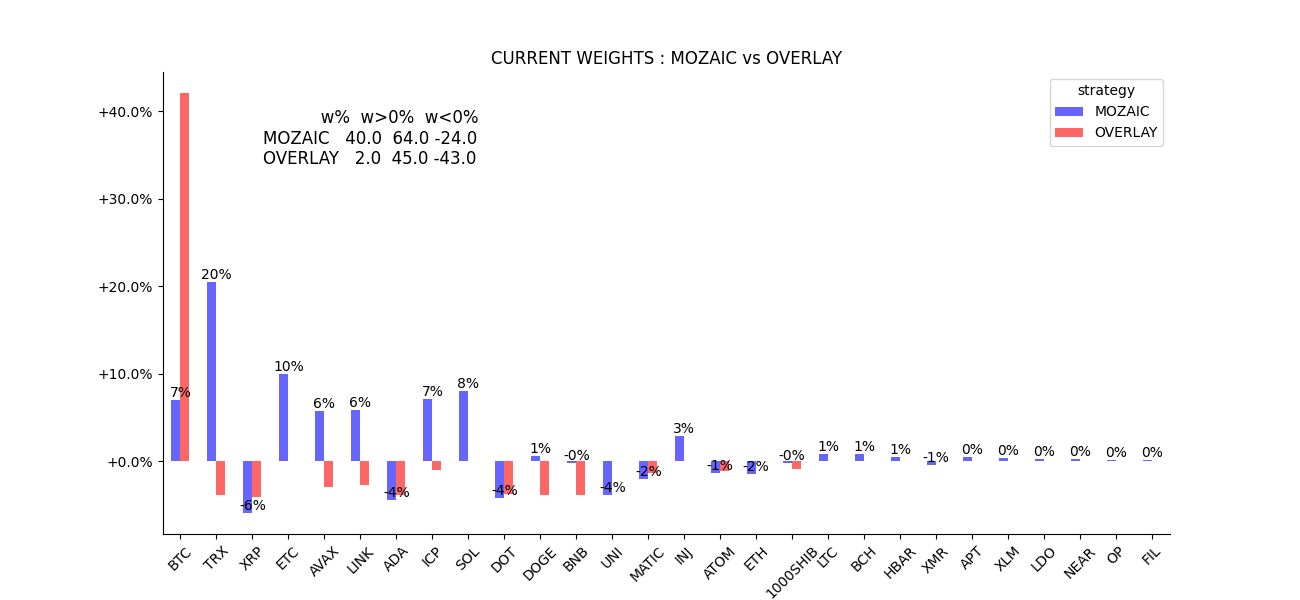 CURRENT WEIGHTS : MOZAIC vs OVERLAY
w% w>0% w<0%
MOZAIC 40.0 64.0 -24.0
OVERLAY 2.0 45.0 -43.0
strategy
MOZAIC
OVERLAY
+40.0%
+30.0%
+20.0%
+10.0%
+0.0%
7%
20%
-6%
10%
6%
6%
-4%
7%
8%
-4%
1%
-0%
-4%
-2%
3%
-1%
-2%
-0%
1%
1%
1%
-1%
0%
0%
0%
0%
0%
0%
BTC
TRX
XRP
ETC
AVAX
LINK
ADA
ICP
SOL
DOT
DOGE
BNB
UNI
MATIC
INJ
ATOM
ETH
1000SHIB
LTC
BCH
HBAR
XMR
APT
XLM
LDO
NEAR
OP
FIL